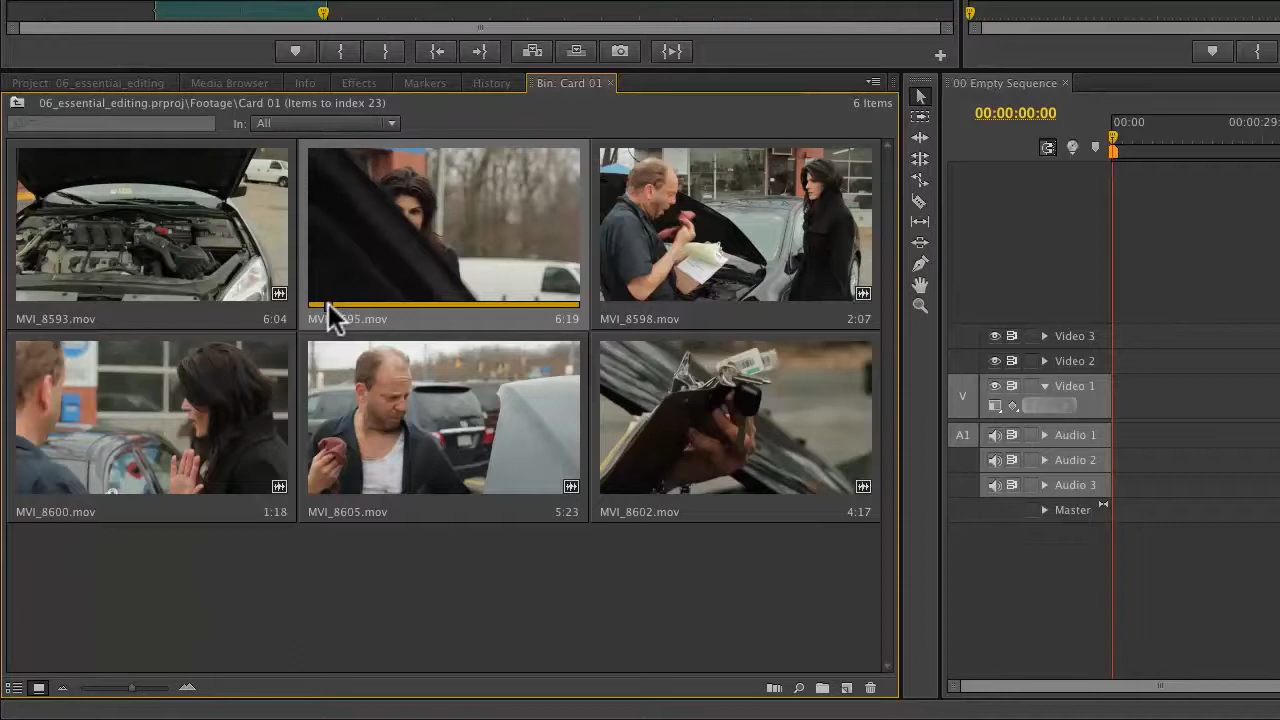 Project: 06_essential_editing
Media Browser
Info
Effects
Markers
History
Bin: Card 01 ×
00 Empty Sequence ×
06_essential_editing.prproj\Footage\Card 01 (Items to index 23)
6 Items
In: All
00:00:00:00
00:00
00:00:29:
MVI_8593.mov 6:04
MVI_8595.mov 6:19
MVI_8598.mov 2:07
MVI_8600.mov 1:18
MVI_8605.mov 5:23
MVI_8602.mov 4:17
Video 3
Video 2
V
Video 1
A1
Audio 1
Audio 2
Audio 3
Master